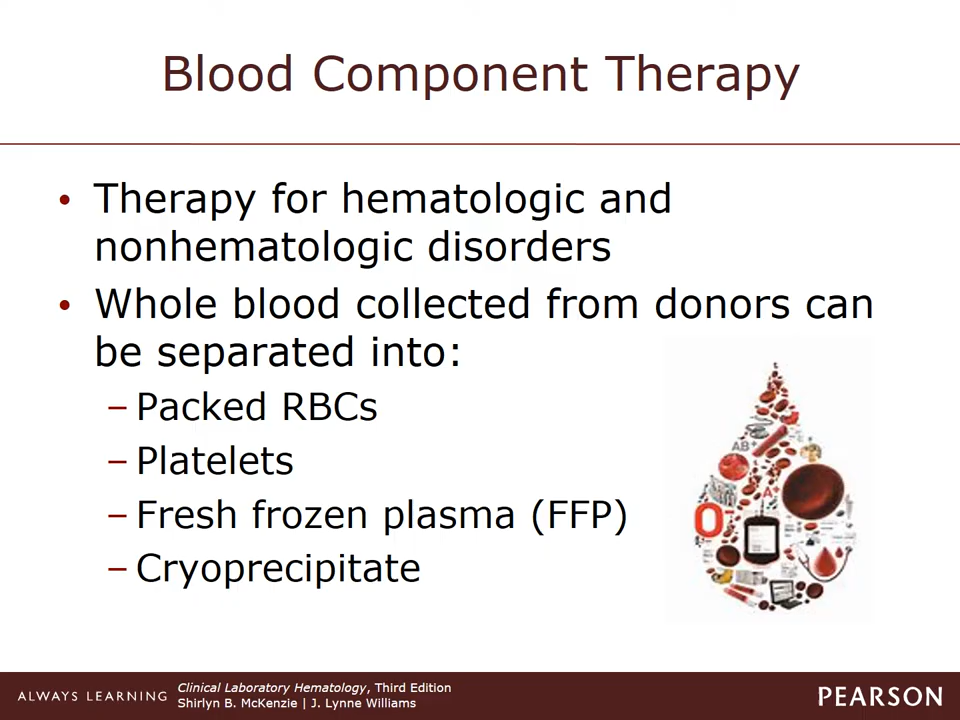 Blood Component Therapy
• Therapy for hematologic and
nonhematologic disorders
• Whole blood collected from donors can
be separated into:
– Packed RBCs
– Platelets
– Fresh frozen plasma (FFP)
– Cryoprecipitate
AB+
A+
O
ALWAYS LEARNING
Clinical Laboratory Hematology, Third Edition
Shirlyn B. McKenzie | J. Lynne Williams
PEARSON